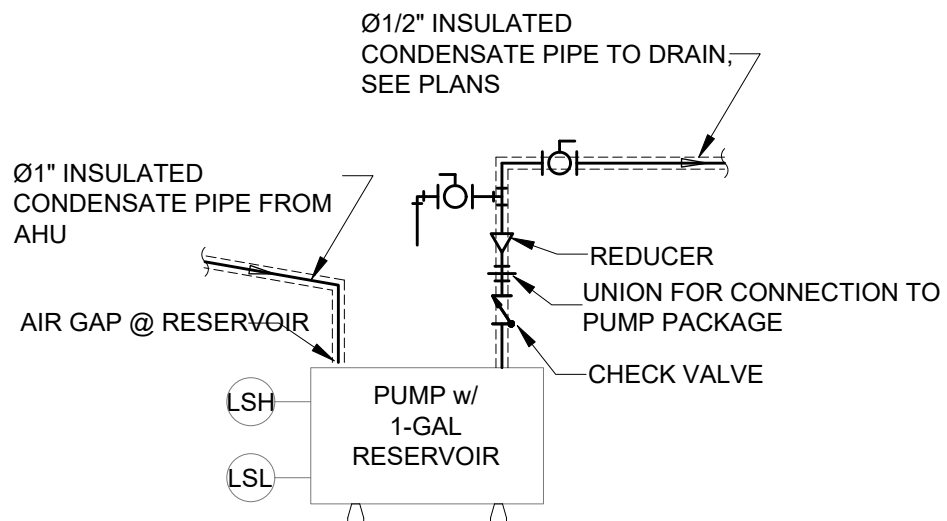 Ø1/2" INSULATED
CONDENSATE PIPE TO DRAIN,
SEE PLANS
Ø1" INSULATED
CONDENSATE PIPE FROM
AHU
REDUCER
UNION FOR CONNECTION TO
PUMP PACKAGE
AIR GAP @ RESERVOIR
CHECK VALVE
LSH
LSL
PUMP w/
1-GAL
RESERVOIR